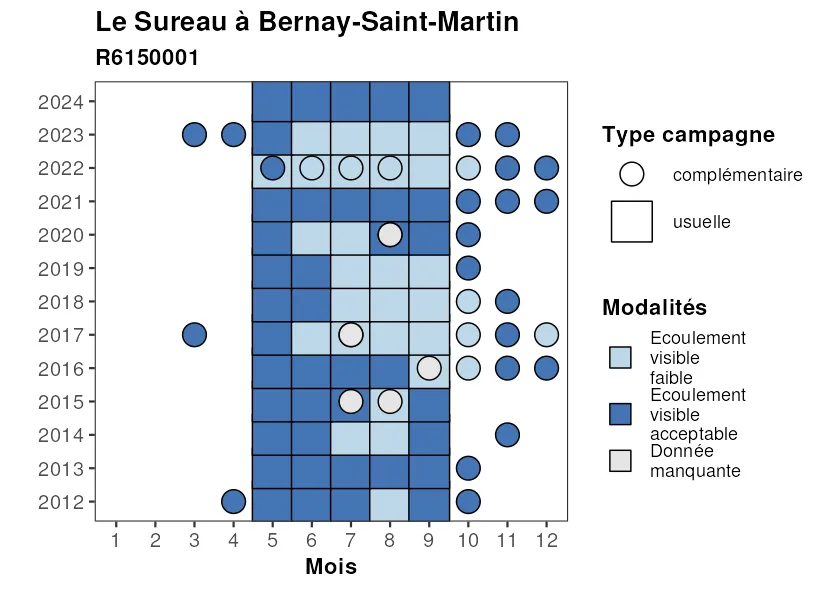 Le Sureau à Bernay-Saint-Martin
R6150001
2024
2023
2022
2021
2020
2019
2018
2017
2016
2015
2014
2013
2012
1 2 3 4 5 6 7 8 9 10 11 12
Mois
Type campagne
complémentaire
usuelle
Modalités
Ecoulement
visible
faible
Ecoulement
visible
acceptable
Donnée
manquante